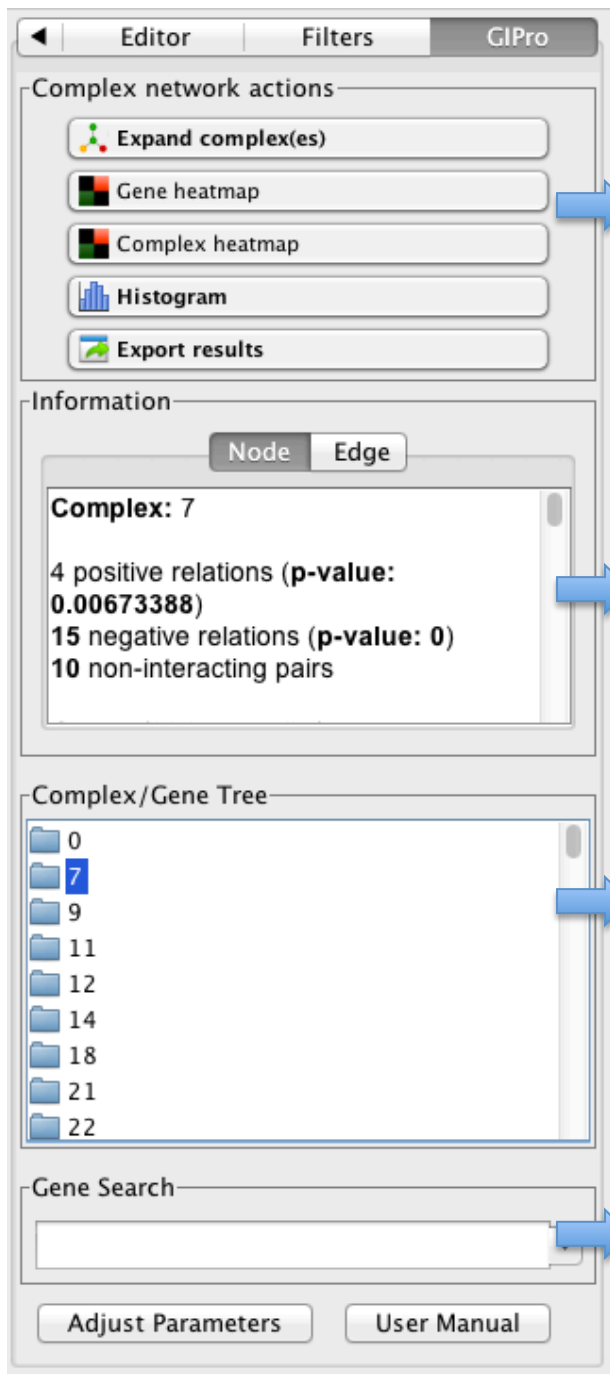 Editor Filters GIPro
Complex network actions
Expand complex(es)
Gene heatmap
Complex heatmap
Histogram
Export results
Information
Node Edge
Complex: 7
4 positive relations (p-value:
0.00673388)
15 negative relations (p-value: 0)
10 non-interacting pairs
Complex/Gene Tree
0
7
9
11
12
14
18
21
22
Gene Search
Adjust Parameters User Manual